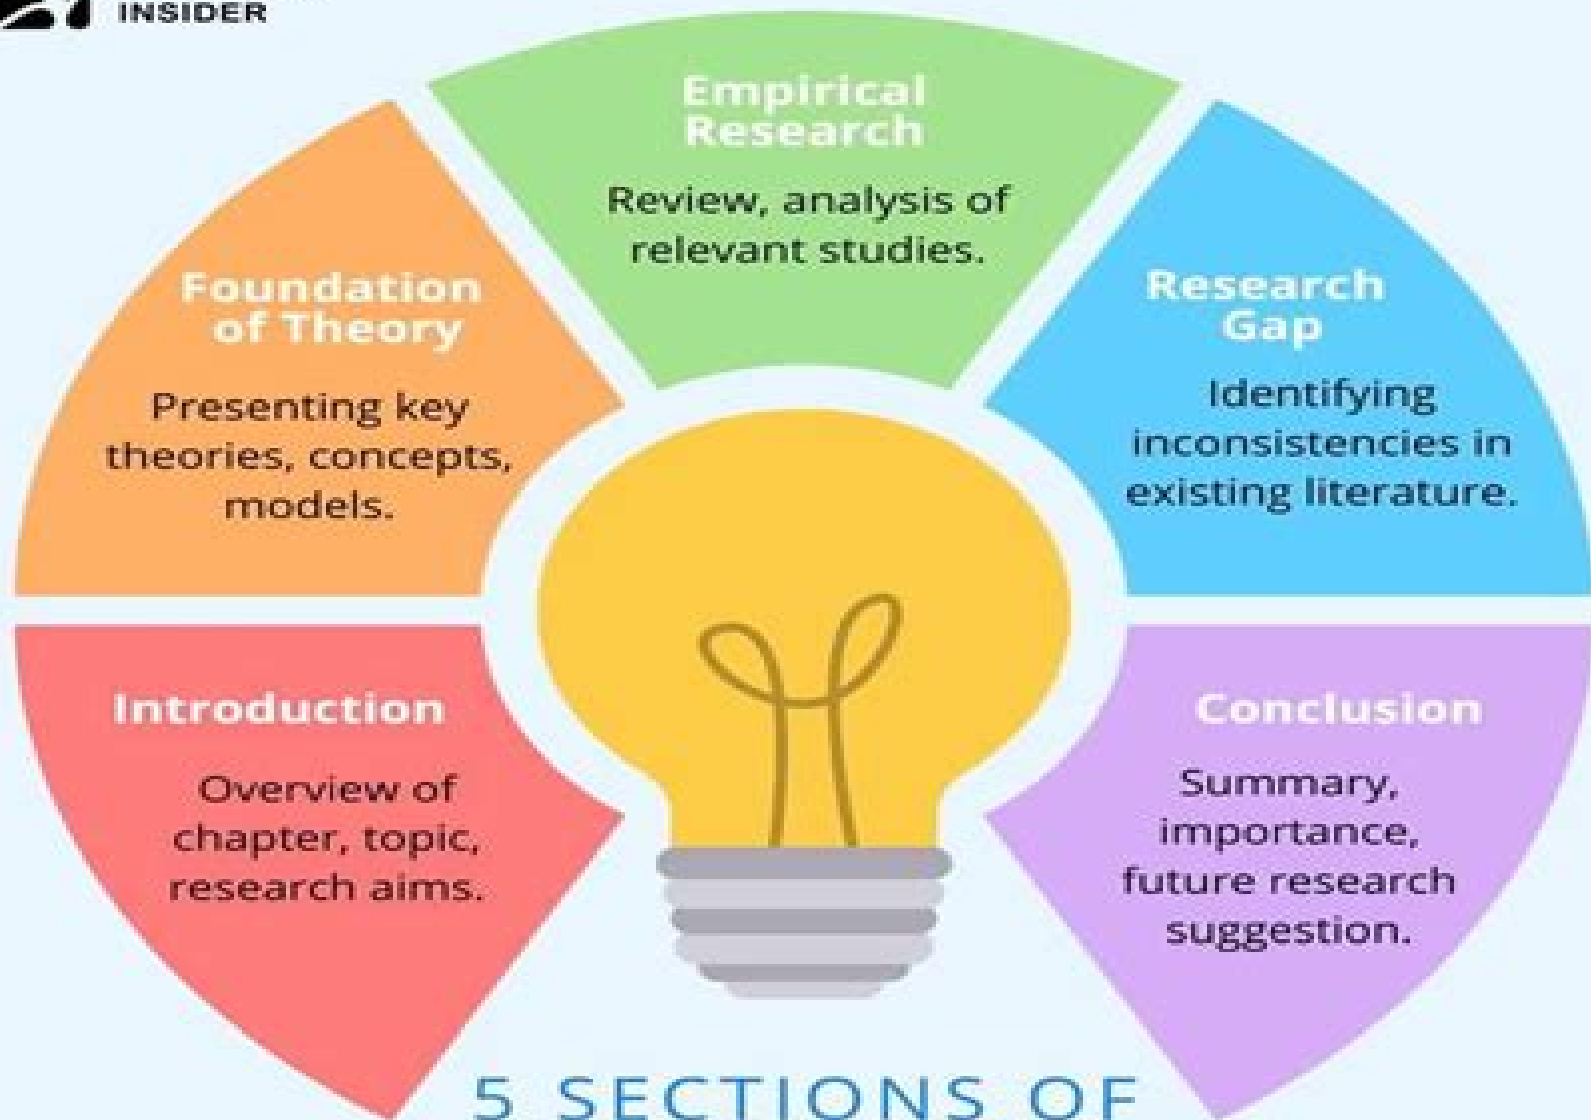 INSIDER
Empirical
Research
Review, analysis of
relevant studies.
Foundation
of Theory
Presenting key
theories, concepts,
models.
Research
Gap
Identifying
inconsistencies in
existing literature.
Introduction
Overview of
chapter, topic,
research aims.
Conclusion
Summary,
importance,
future research
suggestion.
5 SECTIONS OF